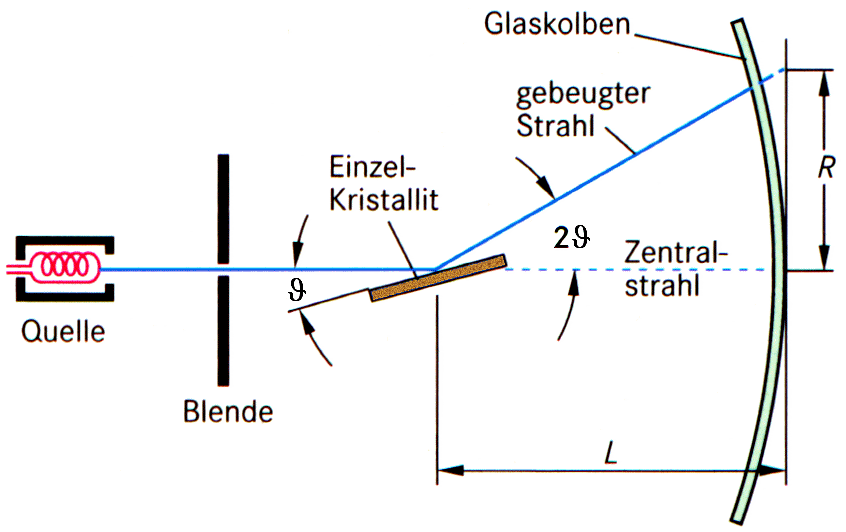 Glaskolben
gebeugter
Strahl
Einzel-
Kristallit
R
2ϑ
Zentral-
strahl
ϑ
Quelle
Blende
L